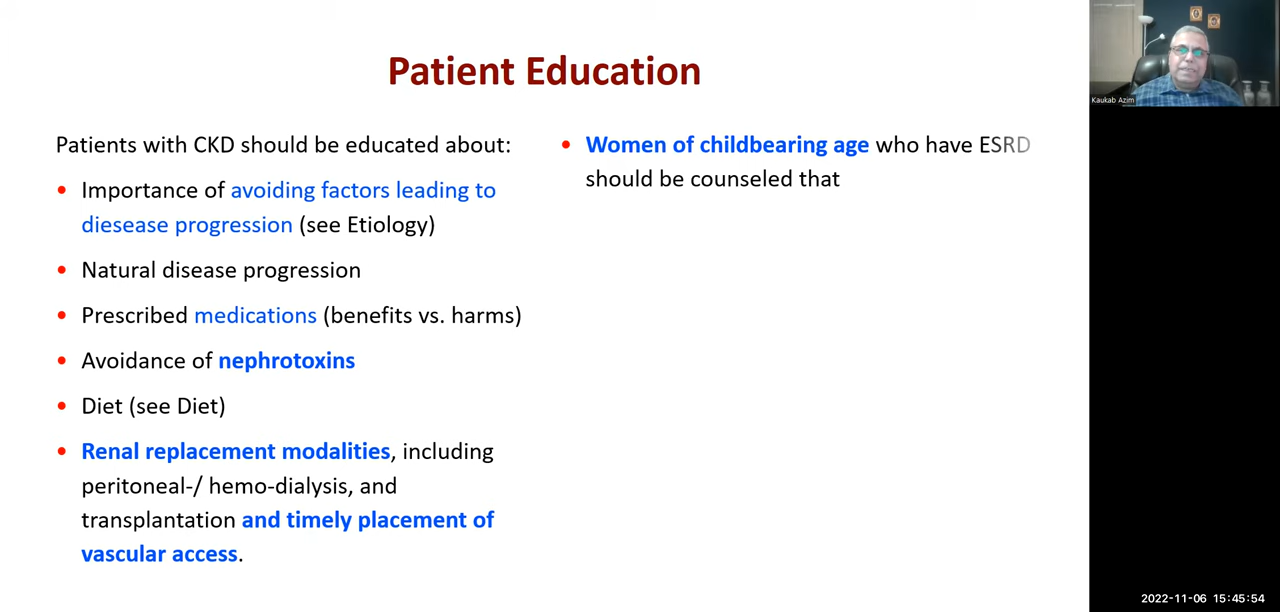 Patient Education
Patients with CKD should be educated about:
• Importance of avoiding factors leading to
diesease progression (see Etiology)
• Natural disease progression
• Prescribed medications (benefits vs. harms)
• Avoidance of nephrotoxins
• Diet (see Diet)
• Renal replacement modalities, including
peritoneal-/ hemo-dialysis, and
transplantation and timely placement of
vascular access.
• Women of childbearing age who have ESRD
should be counseled that
Kaukab Azim
2022-11-06 15:45:54